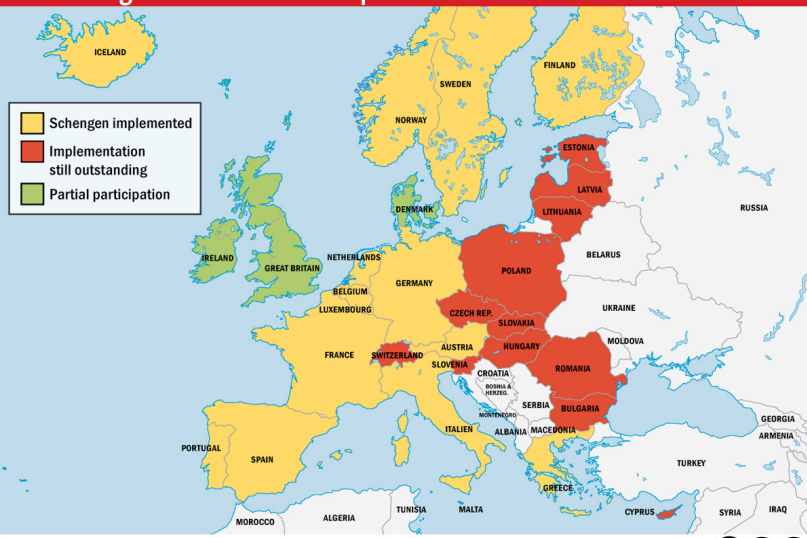 ICELAND
FINLAND
SWEDEN
NORWAY
Schengen implemented
Implementation
still outstanding
Partial participation
ESTONIA
LATVIA
LITHUANIA
RUSSIA
DENMARK
IRELAND
GREAT BRITAIN
NETHERLANDS
BELARUS
POLAND
GERMANY
BELGIUM
LUXEMBOURG
UKRAINE
CZECH REP.
SLOVAKIA
FRANCE
SWITZERLAND
AUSTRIA
HUNGARY
MOLDOVA
SLOVENIA
CROATIA
ROMANIA
BOSNIA &
HERZEG.
SERBIA
BULGARIA
MONTENEGRO
GEORGIA
ITALIEN
ALBANIA
MACEDONIA
ARMENIA
PORTUGAL
SPAIN
TURKEY
GREECE
MOROCCO
ALGERIA
TUNISIA
MALTA
CYPRUS
SYRIA
IRAQ